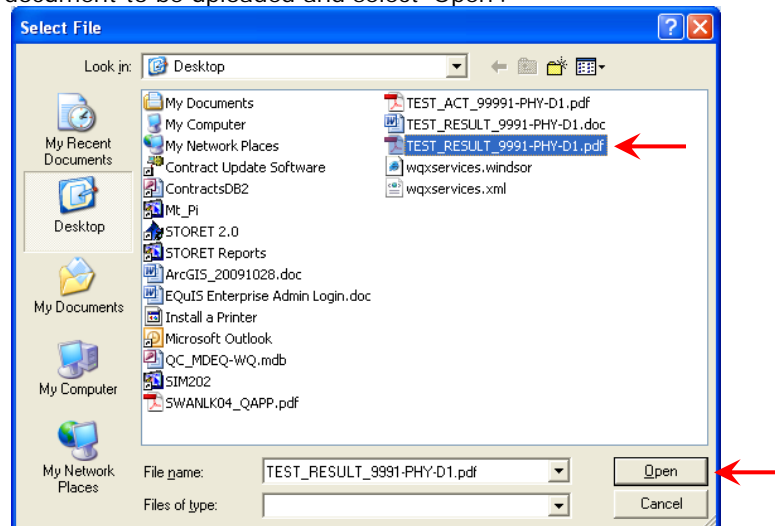 document to be uploaded and select "Open".
Select File
Look in:
Desktop
My Recent
Documents
Desktop
My Documents
My Computer
My Network
Places
My Documents
My Computer
My Network Places
Contract Update Software
ContractsDB2
Mt_Pi
STORET 2.0
STORET Reports
ArcGIS_20091028.doc
EQuIS Enterprise Admin Login.doc
Install a Printer
Microsoft Outlook
QC_MDEQ-WQ.mdb
SIM202
SWANLK04_QAPP.pdf
TEST_ACT_99991-PHY-D1.pdf
TEST_RESULT_9991-PHY-D1.doc
TEST_RESULT_9991-PHY-D1.pdf
wqxservices.windsor
wqxservices.xml
File name:
TEST_RESULT_9991-PHY-D1.pdf
Open
Files of type:
Cancel